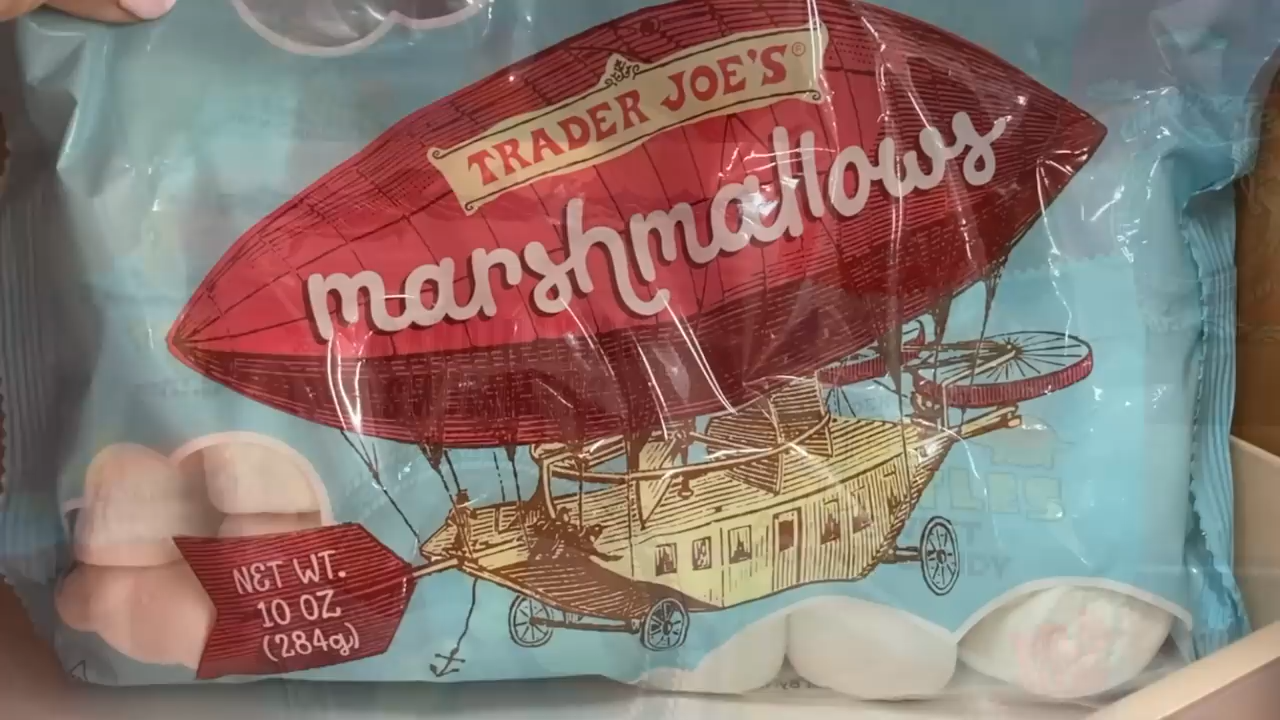 TRADER JOE'S®
marshmallows
NET WT.
10 OZ
(284g)